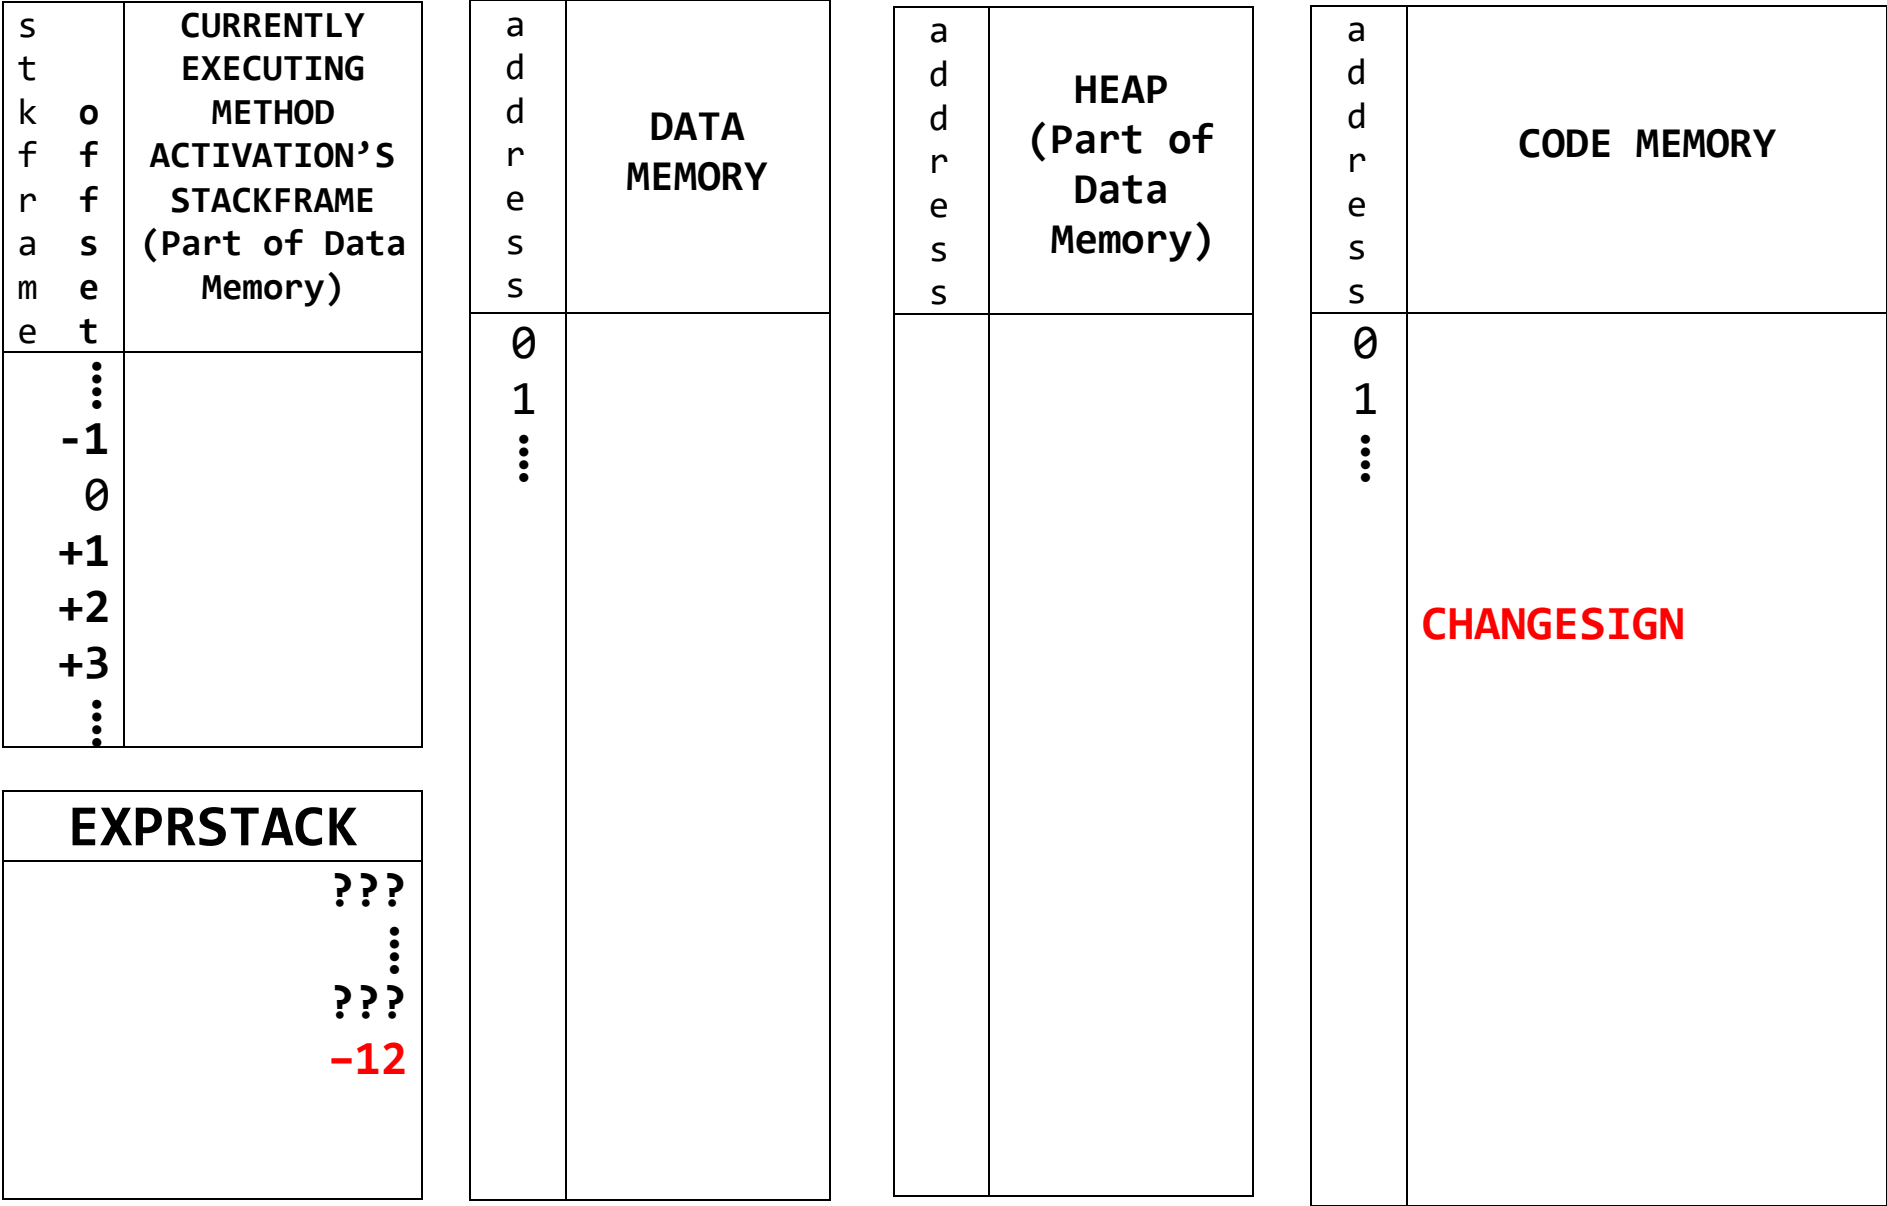 stkframe
offset
CURRENTLY
EXECUTING
METHOD
ACTIVATION’S
STACKFRAME
(Part of Data
Memory)
-1
0
+1
+2
+3
EXPRSTACK
???
???
–12
address
DATA
MEMORY
0
1
address
HEAP
(Part of
Data
Memory)
address
CODE MEMORY
0
1
CHANGESIGN